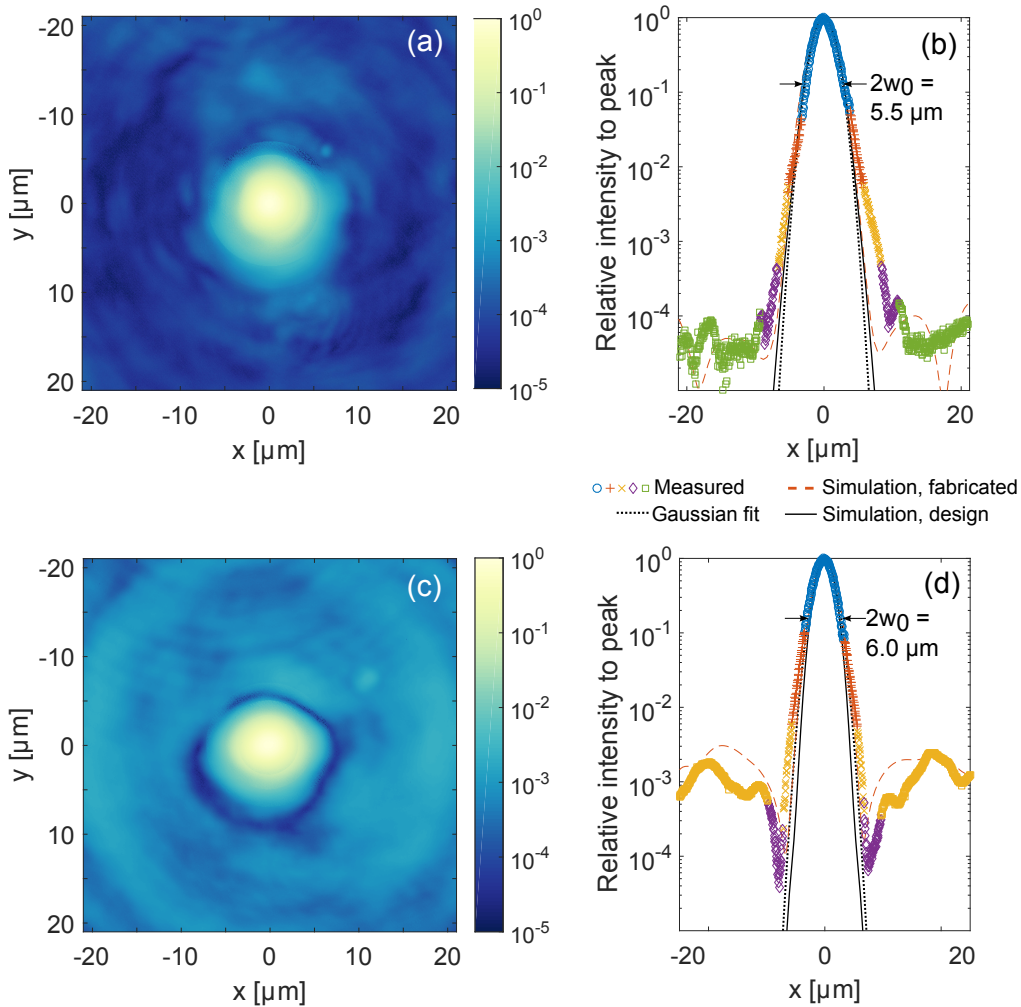 (a)
-20
-10
0
10
20
y [µm]
-20
-10
0
10
20
x [µm]
10^0
10^-1
10^-2
10^-3
10^-4
10^-5
(b)
10^0
10^-1
10^-2
10^-3
10^-4
Relative intensity to peak
2w0 =
5.5 µm
-20
0
20
x [µm]
Measured
Simulation, fabricated
Gaussian fit
Simulation, design
(c)
-20
-10
0
10
20
y [µm]
-20
-10
0
10
20
x [µm]
10^0
10^-1
10^-2
10^-3
10^-4
10^-5
(d)
10^0
10^-1
10^-2
10^-3
10^-4
Relative intensity to peak
2w0 =
6.0 µm
-20
0
20
x [µm]